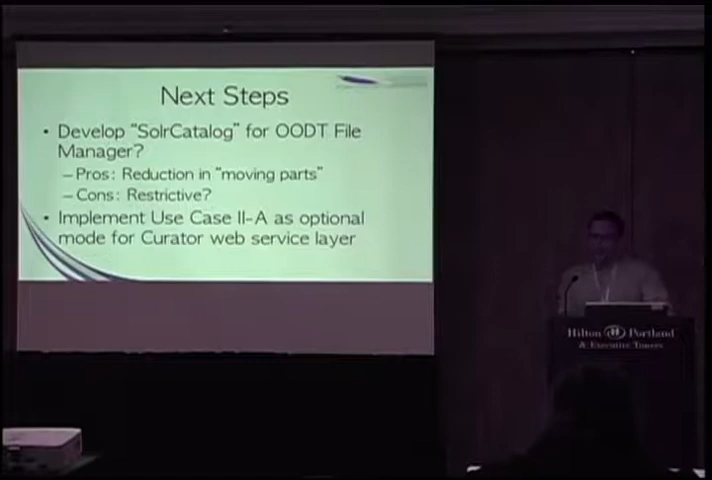 Next Steps
• Develop "SolrCatalog" for OODT File
Manager?
– Pros: Reduction in "moving parts"
– Cons: Restrictive?
• Implement Use Case II-A as optional
mode for Curator web service layer
Hilton Portland
& Executive Tower